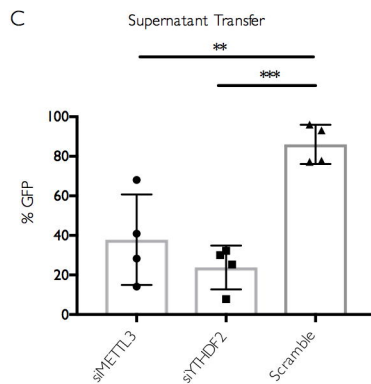 C
Supernatant Transfer
**
***
% GFP
100
80
60
40
20
0
siMETTL3
siYTHDF2
Scramble